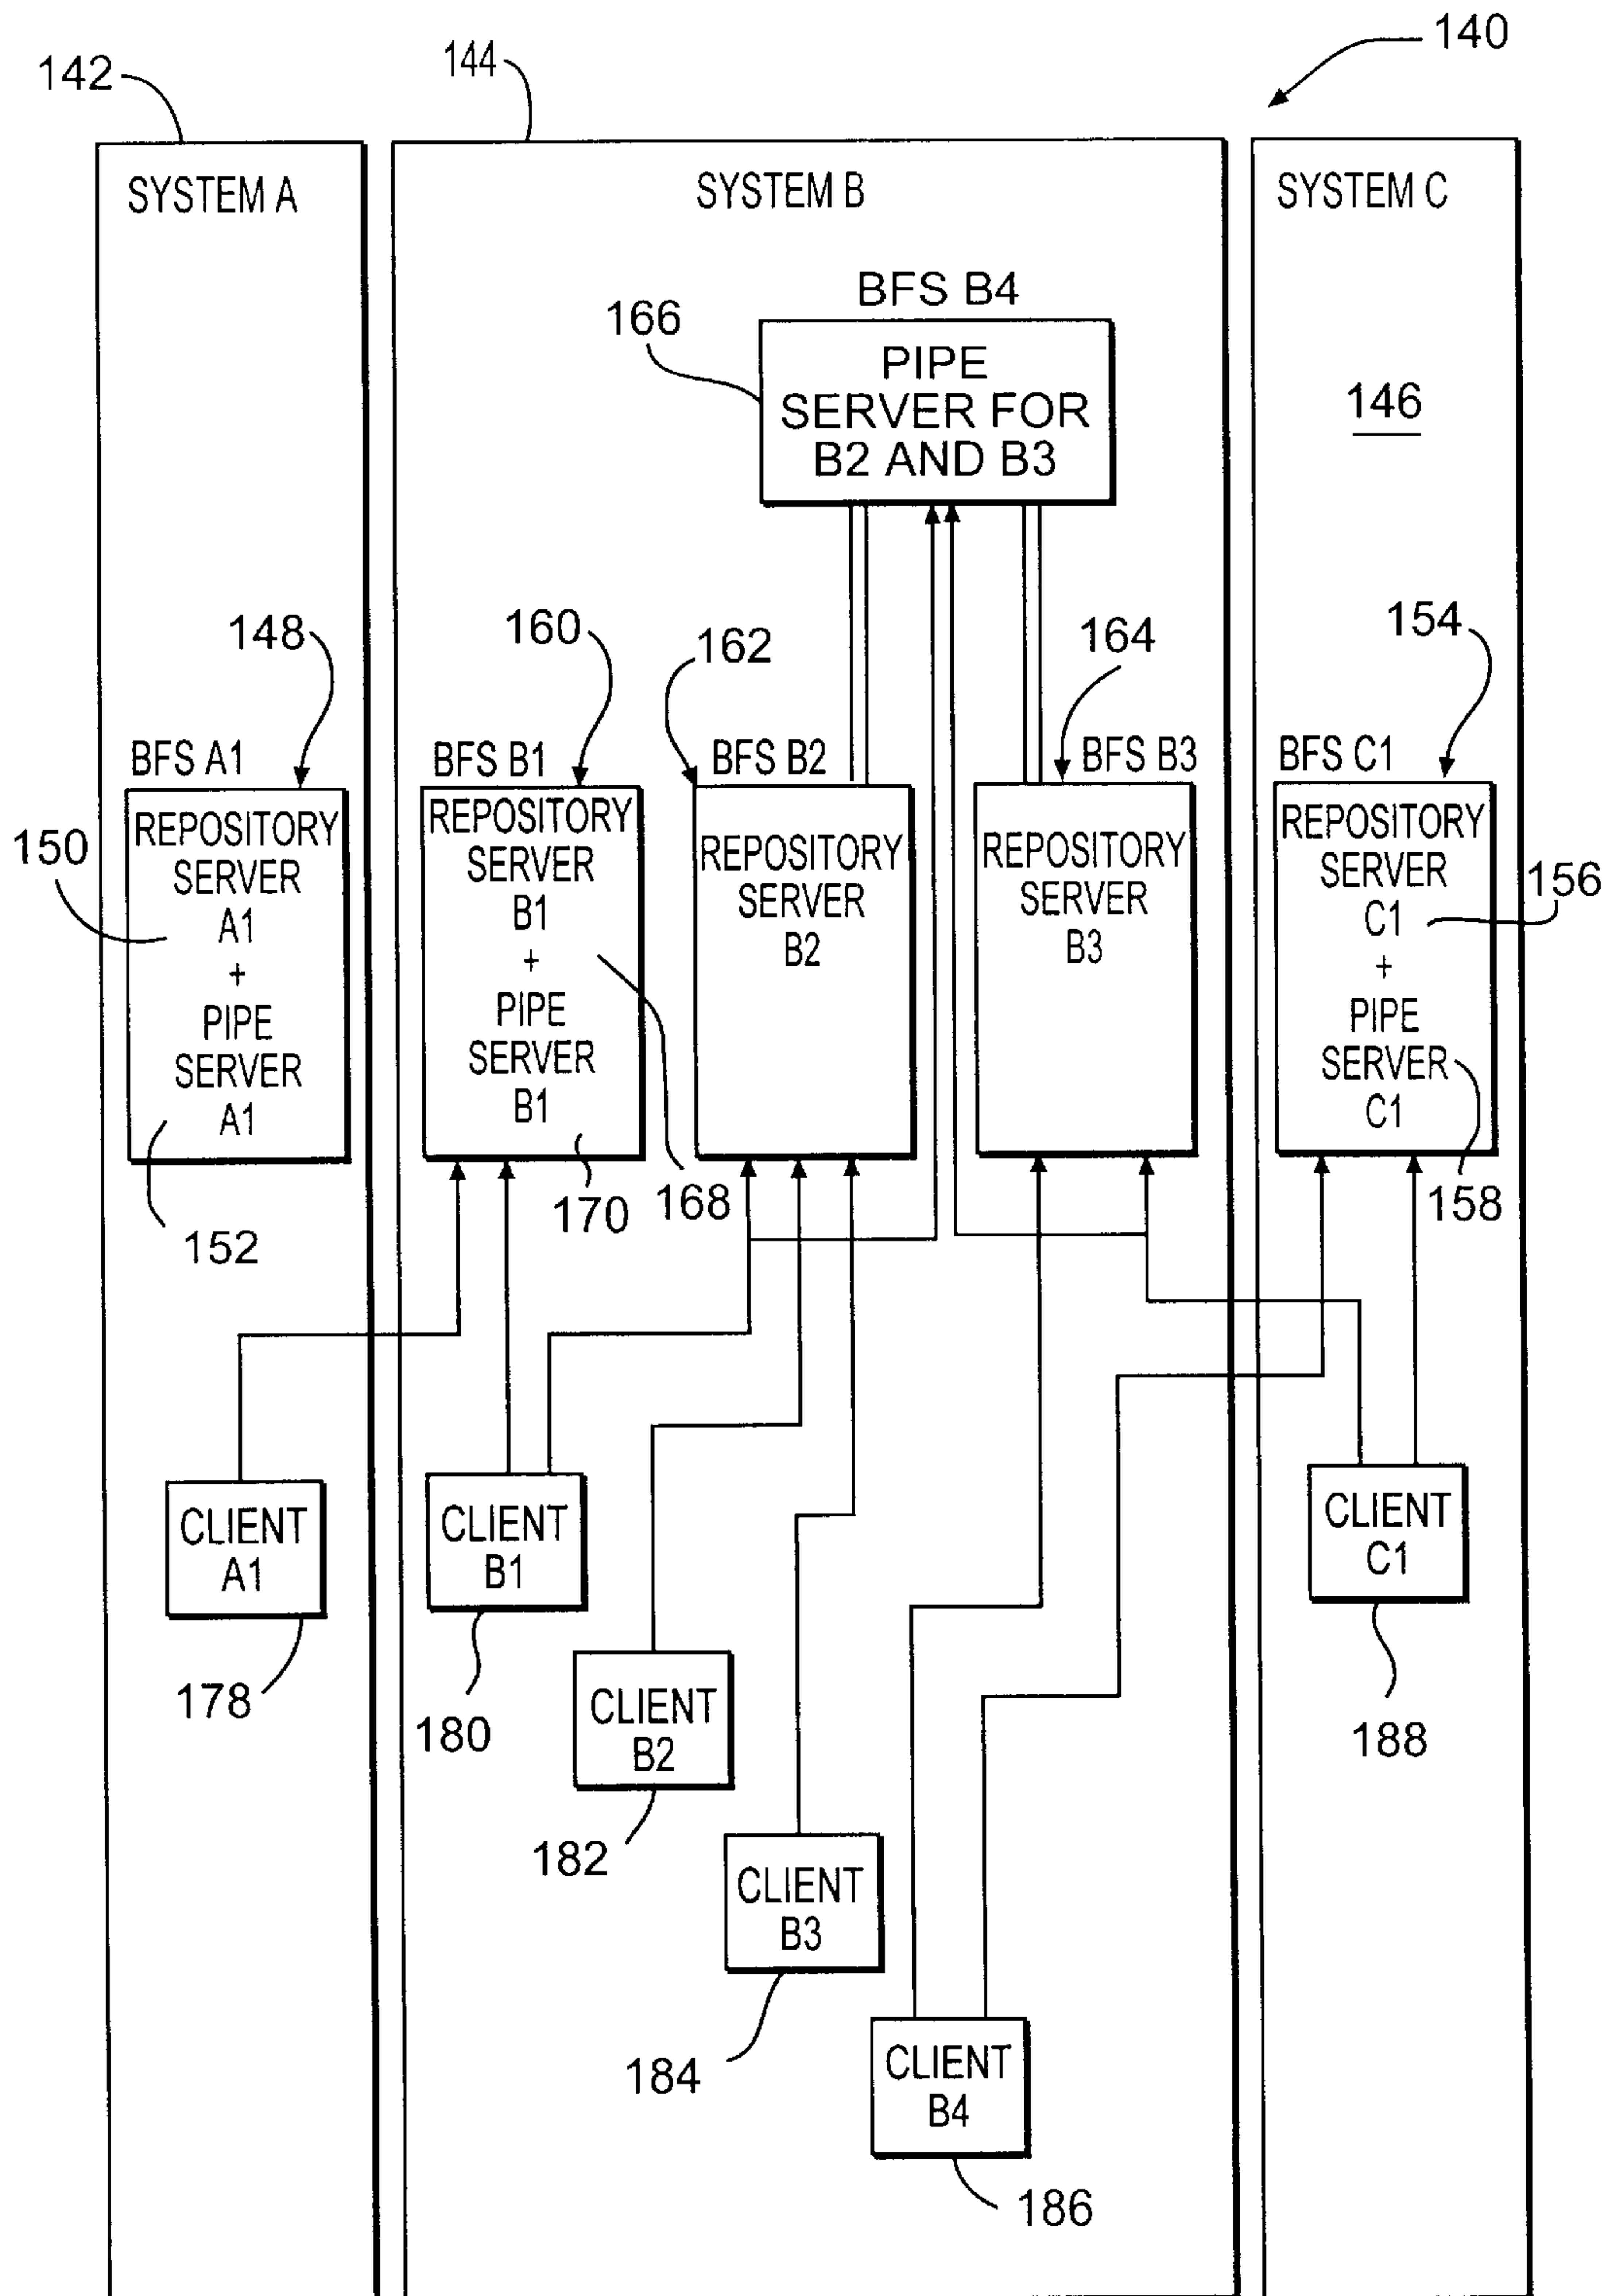 140
142
144
SYSTEM A
SYSTEM B
SYSTEM C
BFS B4
166
PIPE
SERVER FOR
B2 AND B3
146
148
160
162
164
154
BFS A1
BFS B1
BFS B2
BFS B3
BFS C1
150
REPOSITORY
SERVER
A1
+
PIPE
SERVER
A1
152
REPOSITORY
SERVER
B1
+
PIPE
SERVER
B1
170
168
REPOSITORY
SERVER
B2
REPOSITORY
SERVER
B3
REPOSITORY
SERVER
C1
+
PIPE
SERVER
C1
156
158
CLIENT
A1
178
CLIENT
B1
180
CLIENT
B2
182
CLIENT
B3
184
CLIENT
B4
186
CLIENT
C1
188